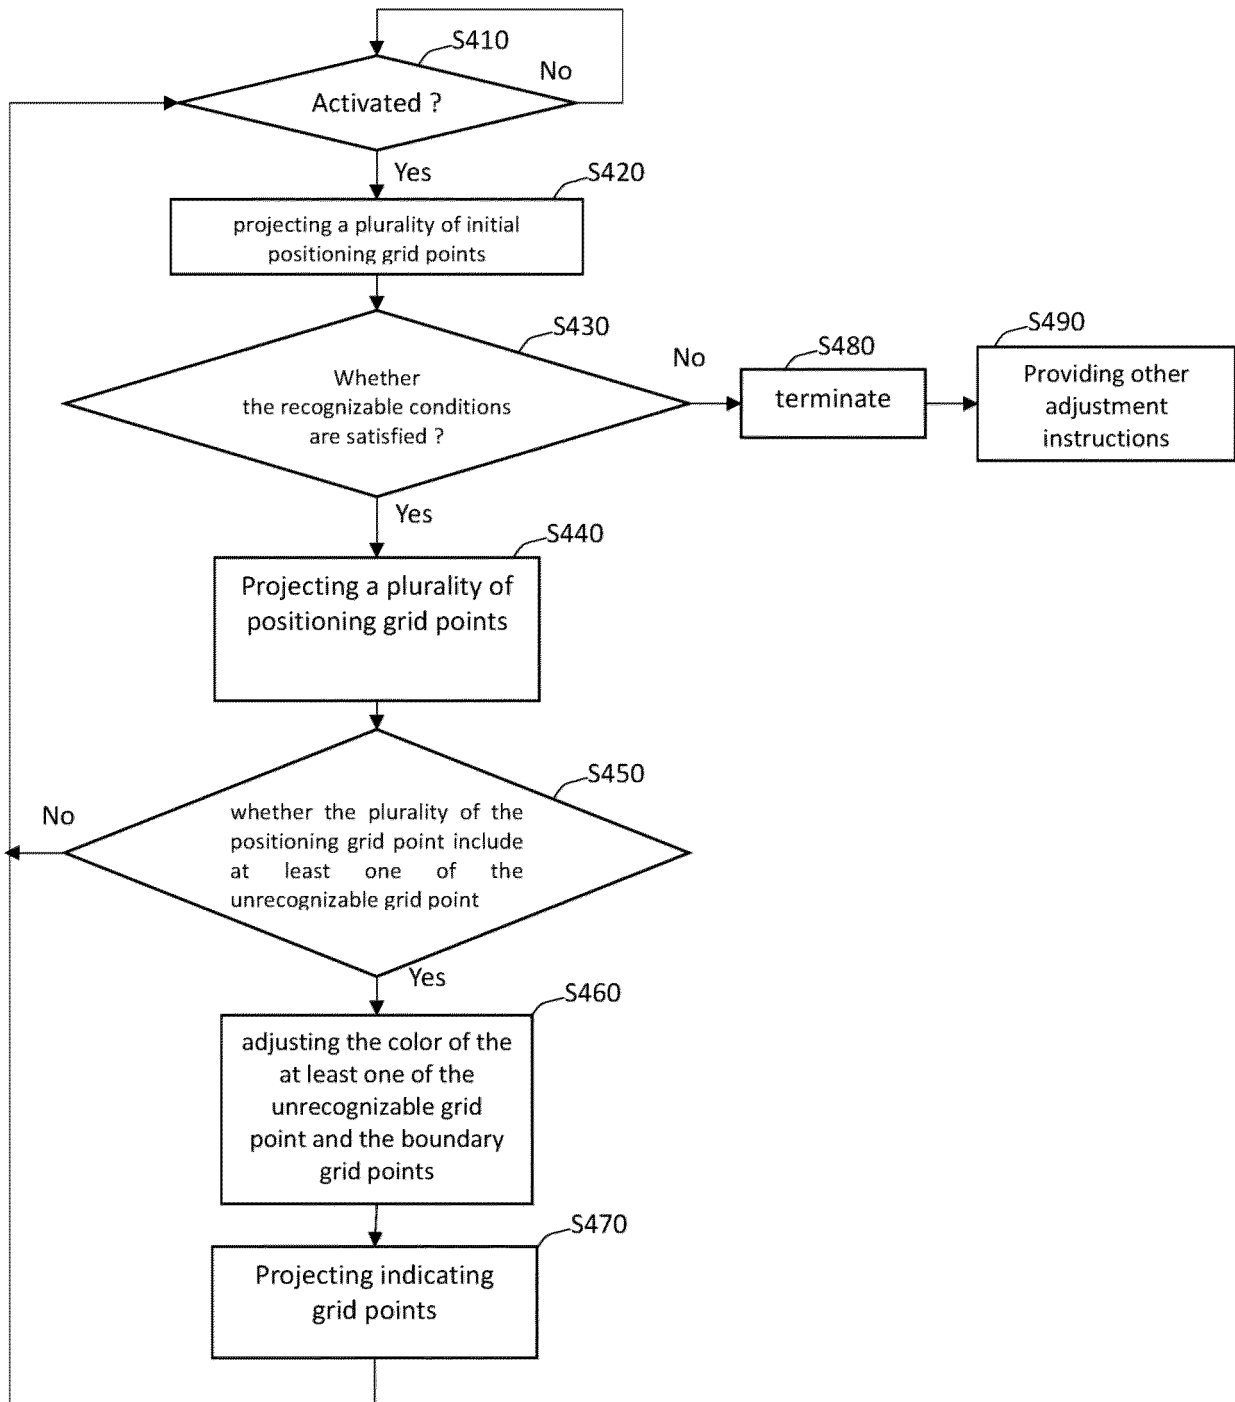 S410
No
Activated ?
Yes
S420
projecting a plurality of initial
positioning grid points
S430
No
Whether
the recognizable conditions
are satisfied ?
S480
terminate
S490
Providing other
adjustment
instructions
Yes
S440
Projecting a plurality of
positioning grid points
S450
No
whether the plurality of the
positioning grid point include
at least one of the
unrecognizable grid point
Yes
S460
adjusting the color of the
at least one of the
unrecognizable grid
point and the boundary
grid points
S470
Projecting indicating
grid points